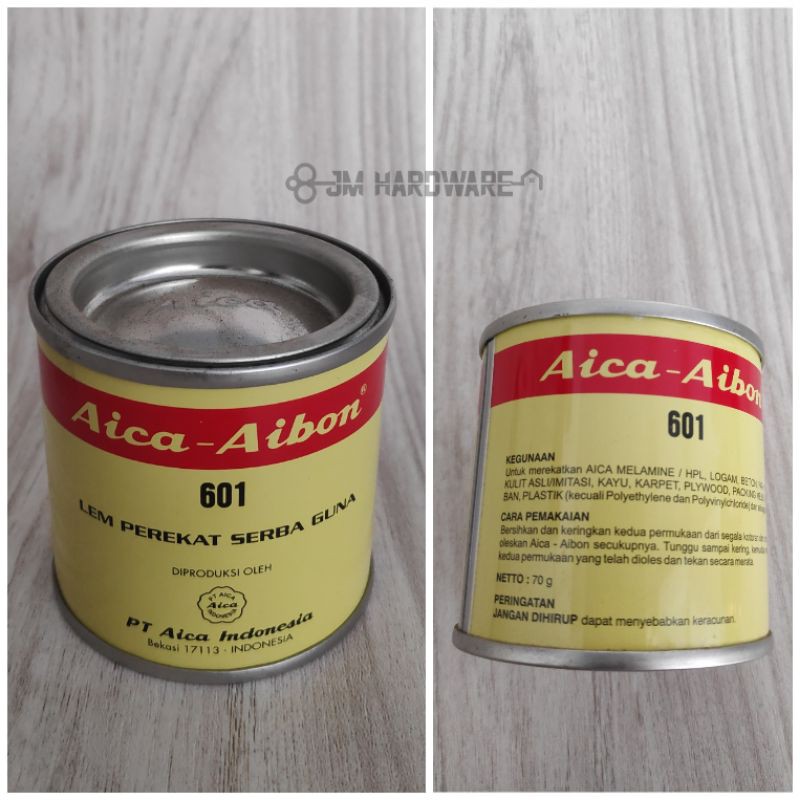 JM HARDWARE
Aica-Aibon®
601
LEM PEREKAT SERBA GUNA
DIPRODUKSI OLEH
PT AICA
Aica
INDONESIA
PT Aica Indonesia
Bekasi 17113 - INDONESIA
Aica-Aibon
601
KEGUNAAN
Untuk merekatkan AICA MELAMINE / HPL, LOGAM, BETON
KULIT ASLI/IMITASI, KAYU, KARPET, PLYWOOD, PACKING
BAN, PLASTIK (kecuali Polyethylene dan Polyvinylchloride) dan
CARA PEMAKAIAN
Bersihkan dan keringkan kedua permukaan dari segala kotoran
oleskan Aica - Aibon secukupnya. Tunggu sampai kering,
kedua permukaan yang telah dioles dan tekan secara merata.
NETTO : 70 g
PERINGATAN
JANGAN DIHIRUP dapat menyebabkan keracunan.